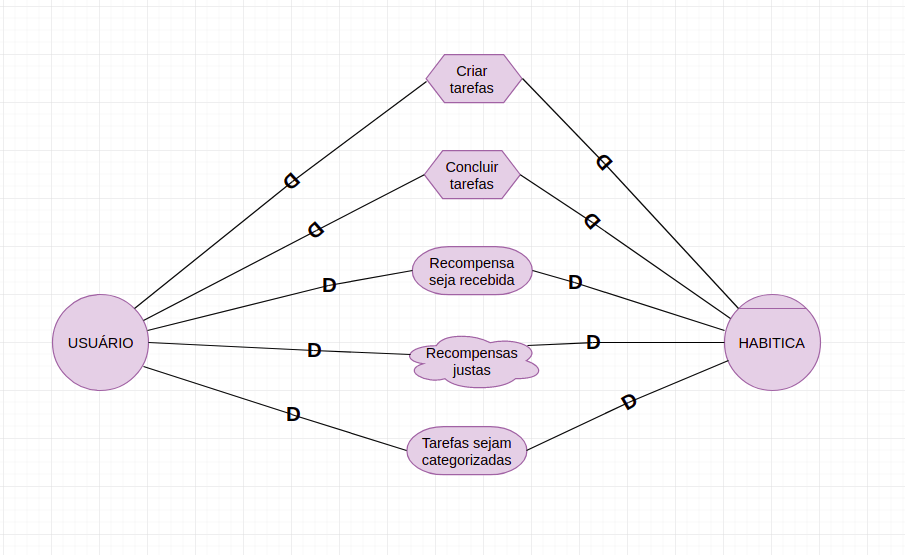 Criar
tarefas
D
D
Concluir
tarefas
D
D
Recompensa
seja recebida
D
D
USUÁRIO
HABITICA
D
D
Recompensas
justas
D
D
Tarefas sejam
categorizadas